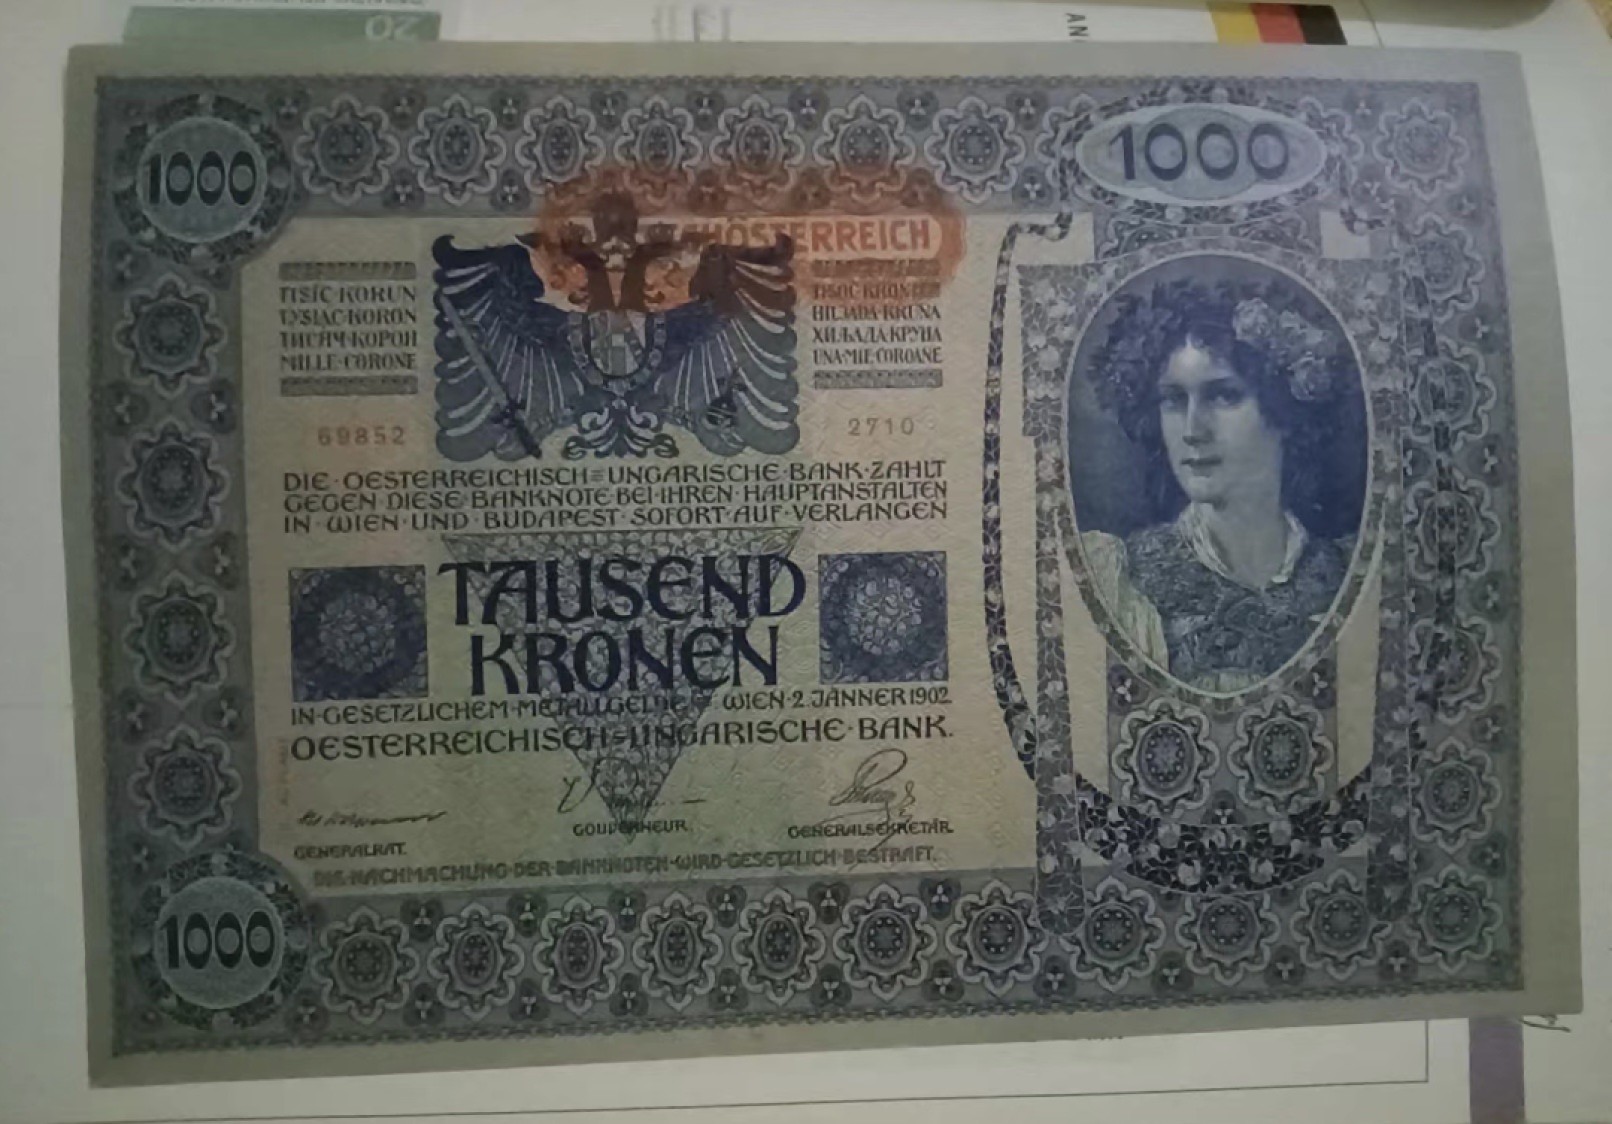 20
AN
1000
1000
ÖSTERREICH
TISÍC·KORUN
TYSIĄC·KORON
ТИСЯЧ·КОРОН
MILLE·CORONE
TISOČ·KRON
HILJADA·KRUNA
ХИЉАДА·КРУНА
UNA·MIE·COROANE
69852
2710
DIE·OESTERREICHISCH=UNGARISCHE·BANK·ZAHLT
GEGEN·DIESE·BANKNOTE·BEI·IHREN·HAUPTANSTALTEN
IN·WIEN·UND·BUDAPEST·SOFORT·AUF·VERLANGEN
TAUSEND
KRONEN
IN·GESETZLICHEM·METALLGELDE WIEN·2·JÄNNER 1902
OESTERREICHISCH=UNGARISCHE·BANK.
GOUVERNEUR.
GENERALSEKRETÄR.
GENERALRAT.
DIE·NACHMACHUNG·DER·BANKNOTEN·WIRD·GESETZLICH·BESTRAFT.
1000